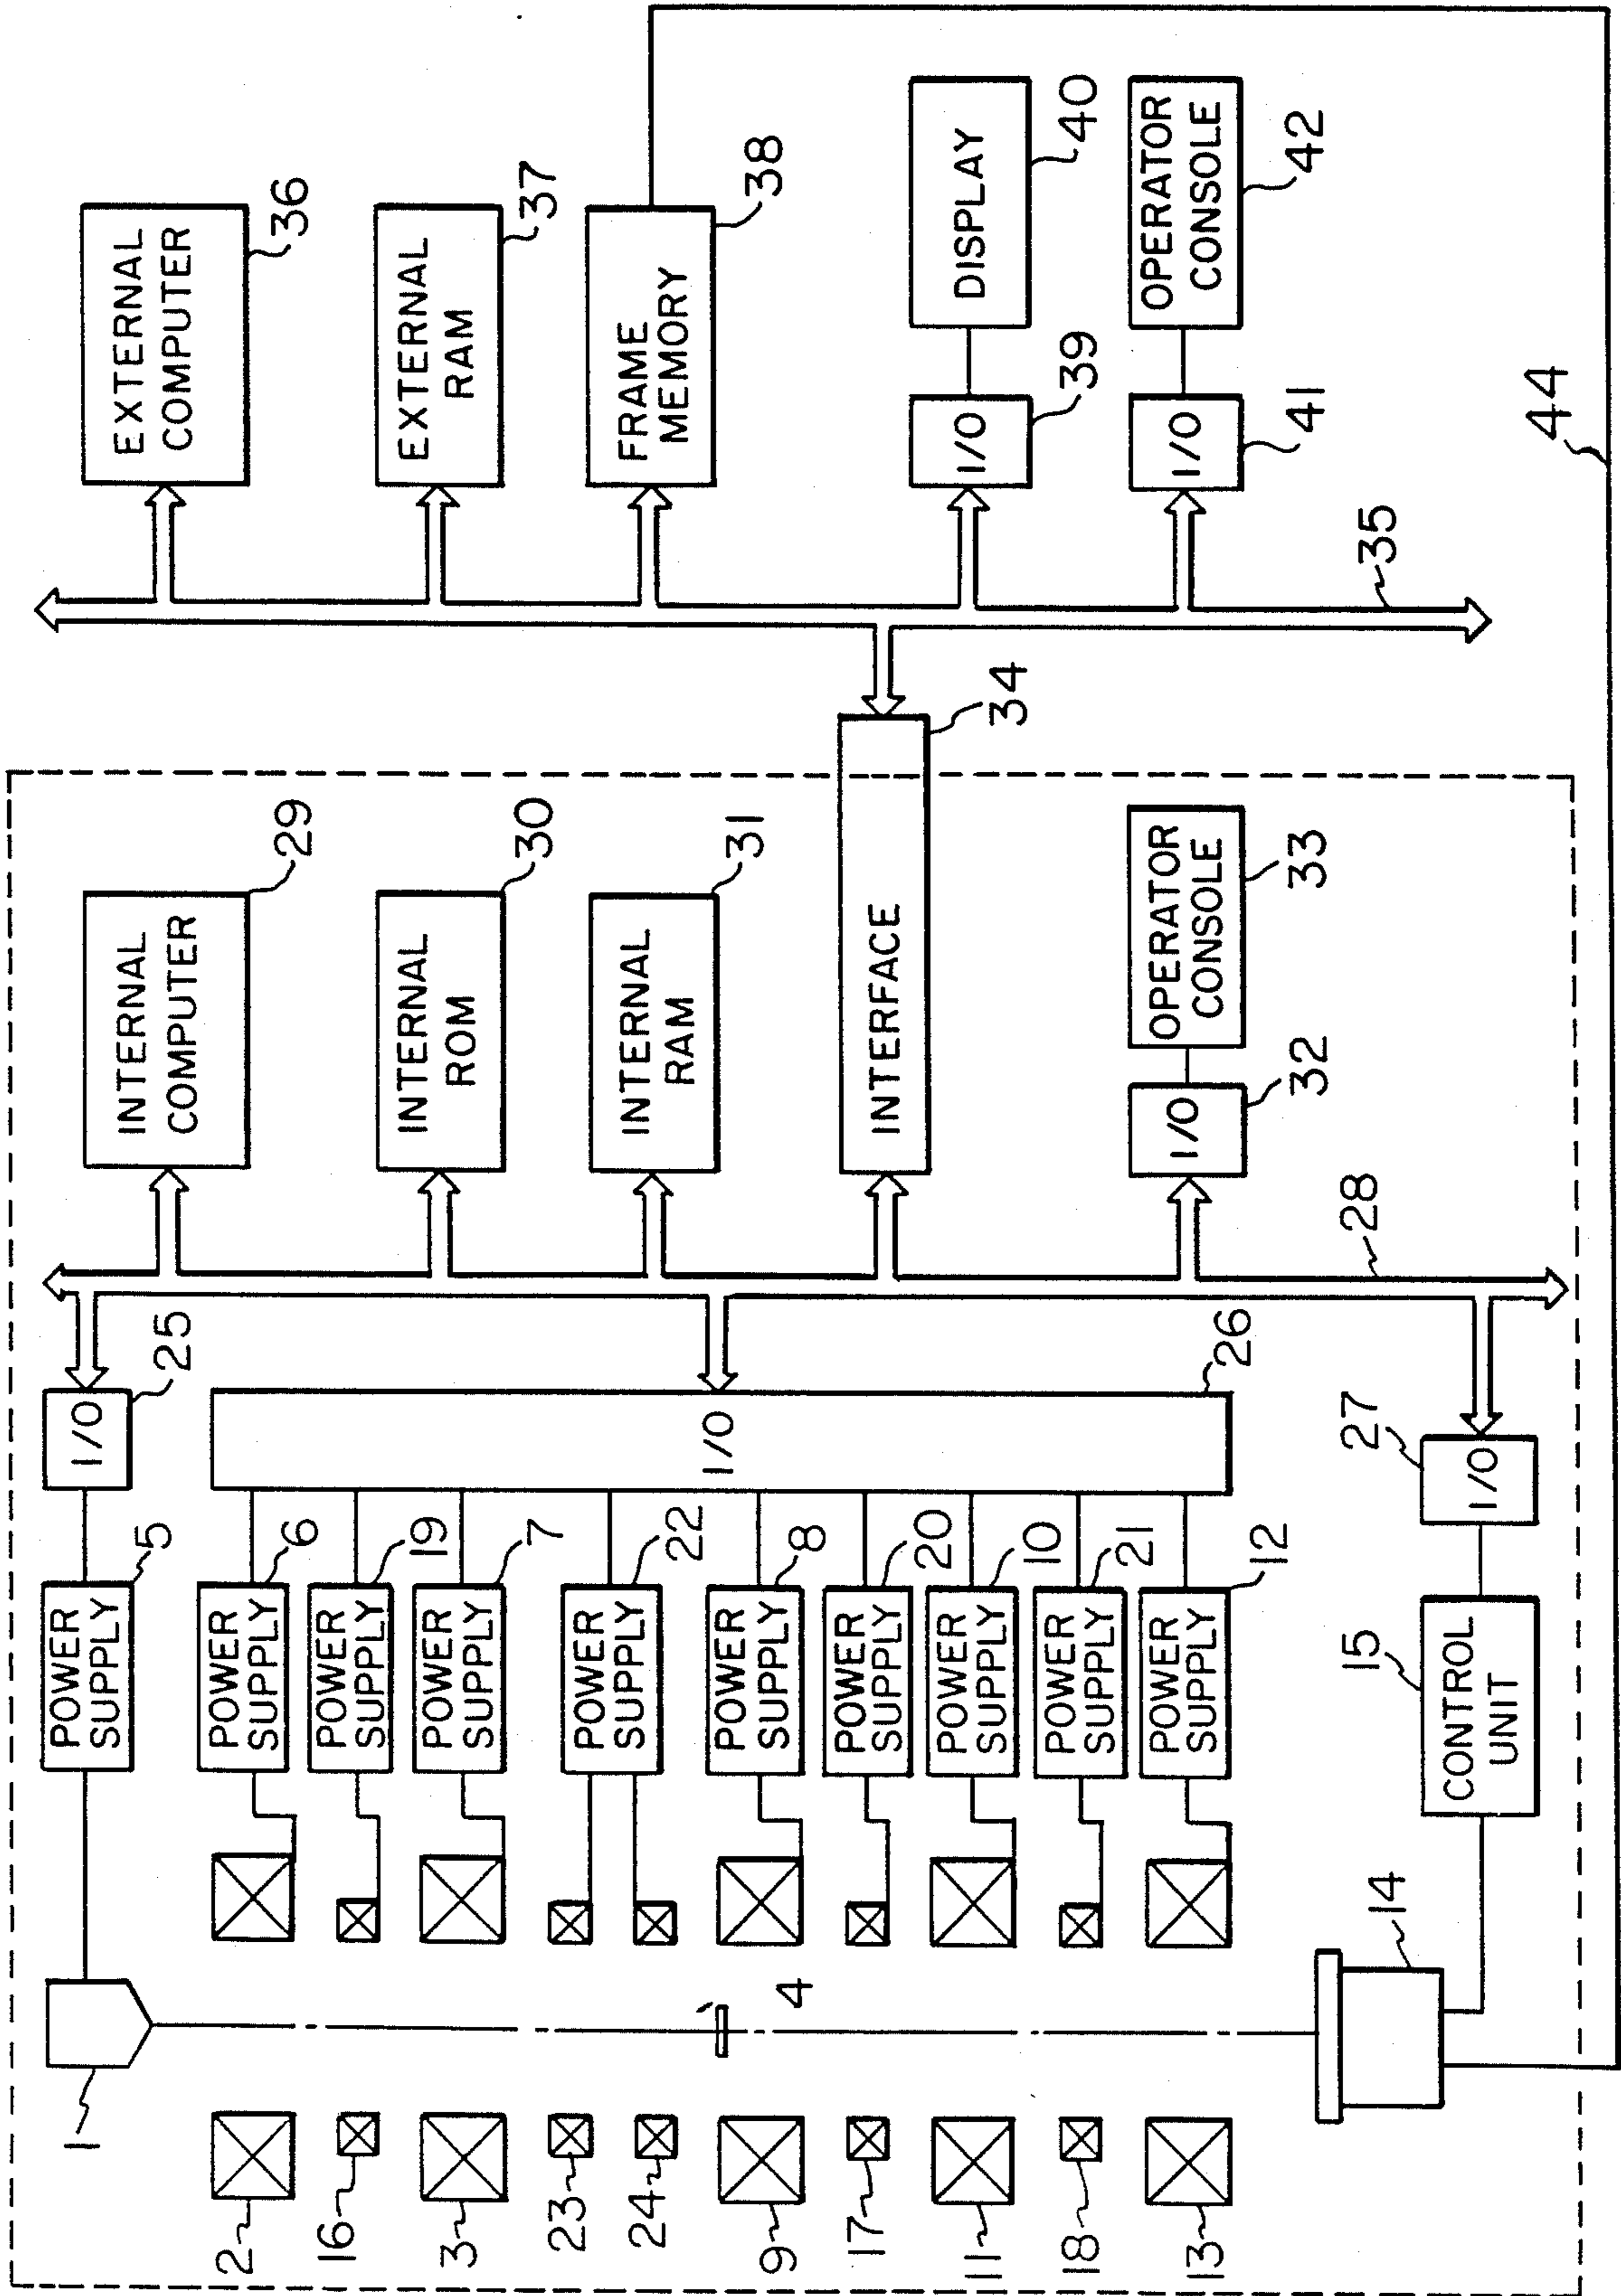 1
POWER
SUPPLY
5
I/O
25
2
POWER
SUPPLY
6
16
POWER
SUPPLY
19
3
POWER
SUPPLY
7
23
24
POWER
SUPPLY
22
4
9
POWER
SUPPLY
8
17
POWER
SUPPLY
20
11
POWER
SUPPLY
10
18
POWER
SUPPLY
21
13
POWER
SUPPLY
12
I/O
26
14
CONTROL
UNIT
15
I/O
27
28
INTERNAL
COMPUTER
29
INTERNAL
ROM
30
INTERNAL
RAM
31
INTERFACE
34
I/O
32
OPERATOR
CONSOLE
33
35
EXTERNAL
COMPUTER
36
EXTERNAL
RAM
37
FRAME
MEMORY
38
I/O
39
DISPLAY
40
I/O
41
OPERATOR
CONSOLE
42
44